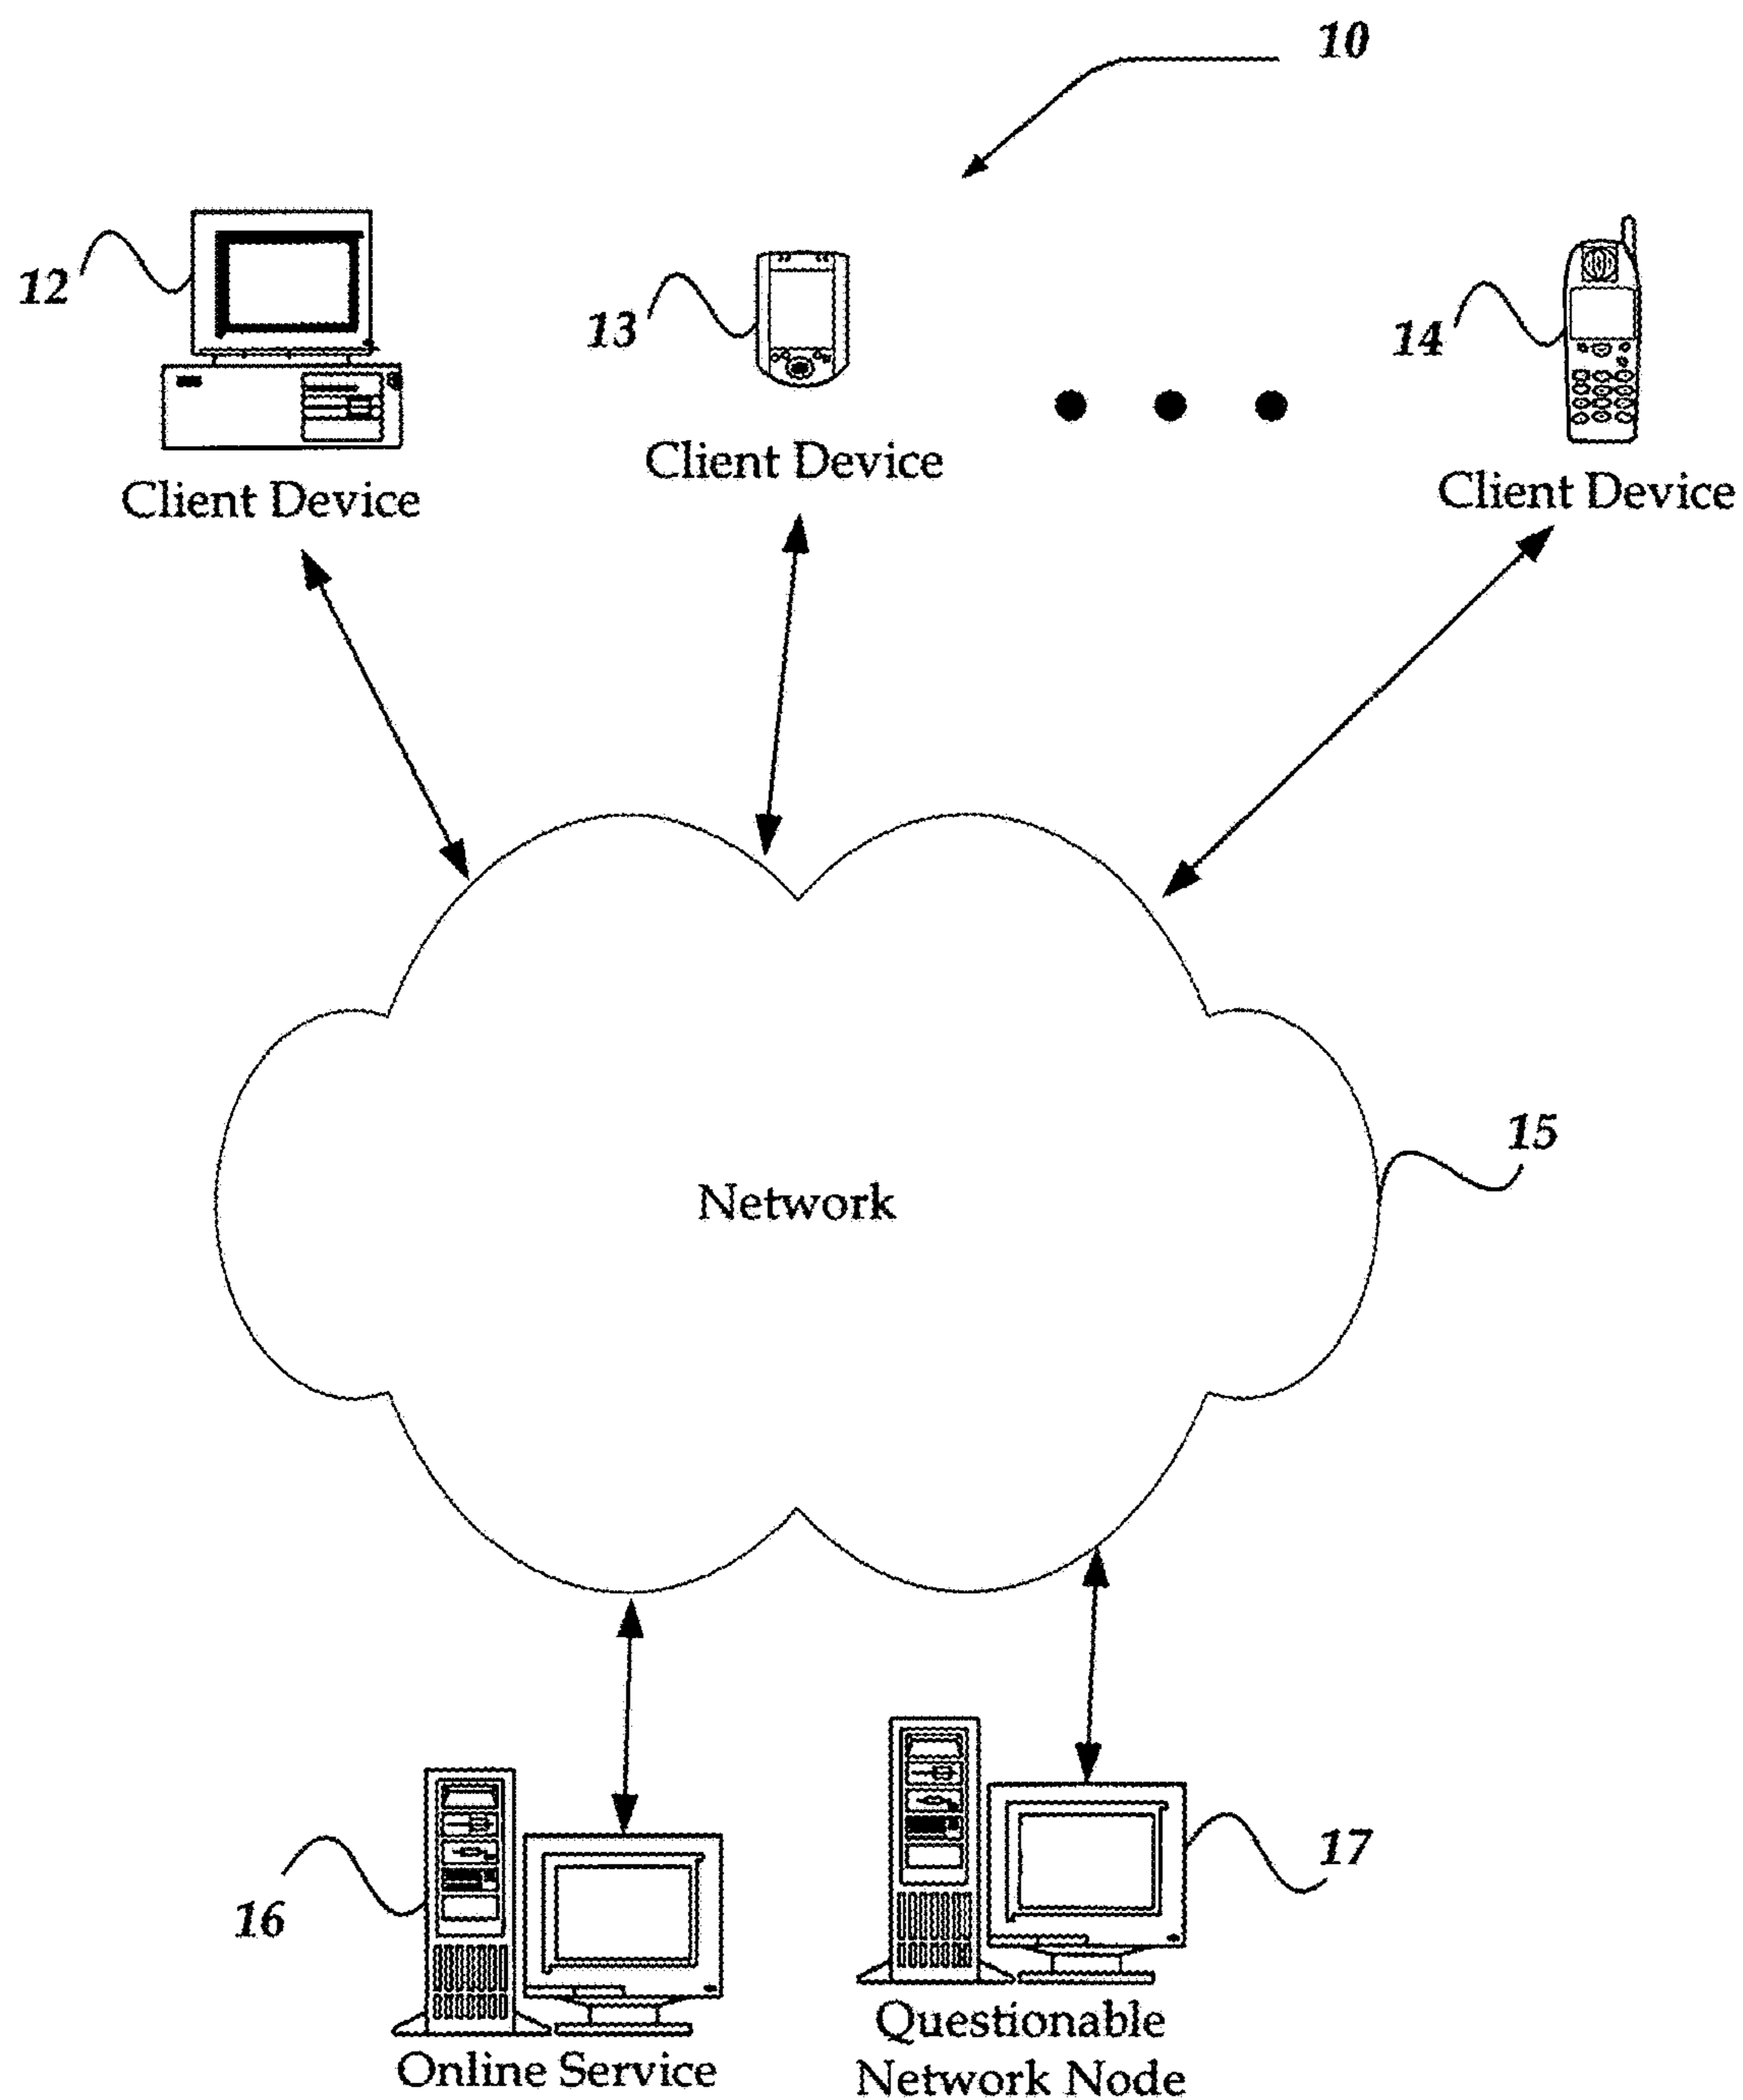 10
12
13
14
Client Device
Client Device
Client Device
15
Network
16
17
Online Service
Questionable
Network Node